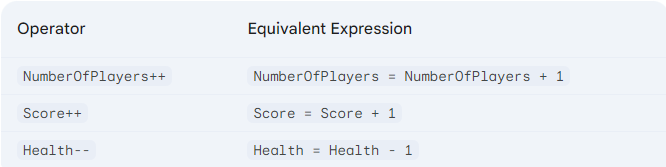 Operator Equivalent Expression
NumberOfPlayers++ NumberOfPlayers = NumberOfPlayers + 1
Score++ Score = Score + 1
Health-- Health = Health - 1